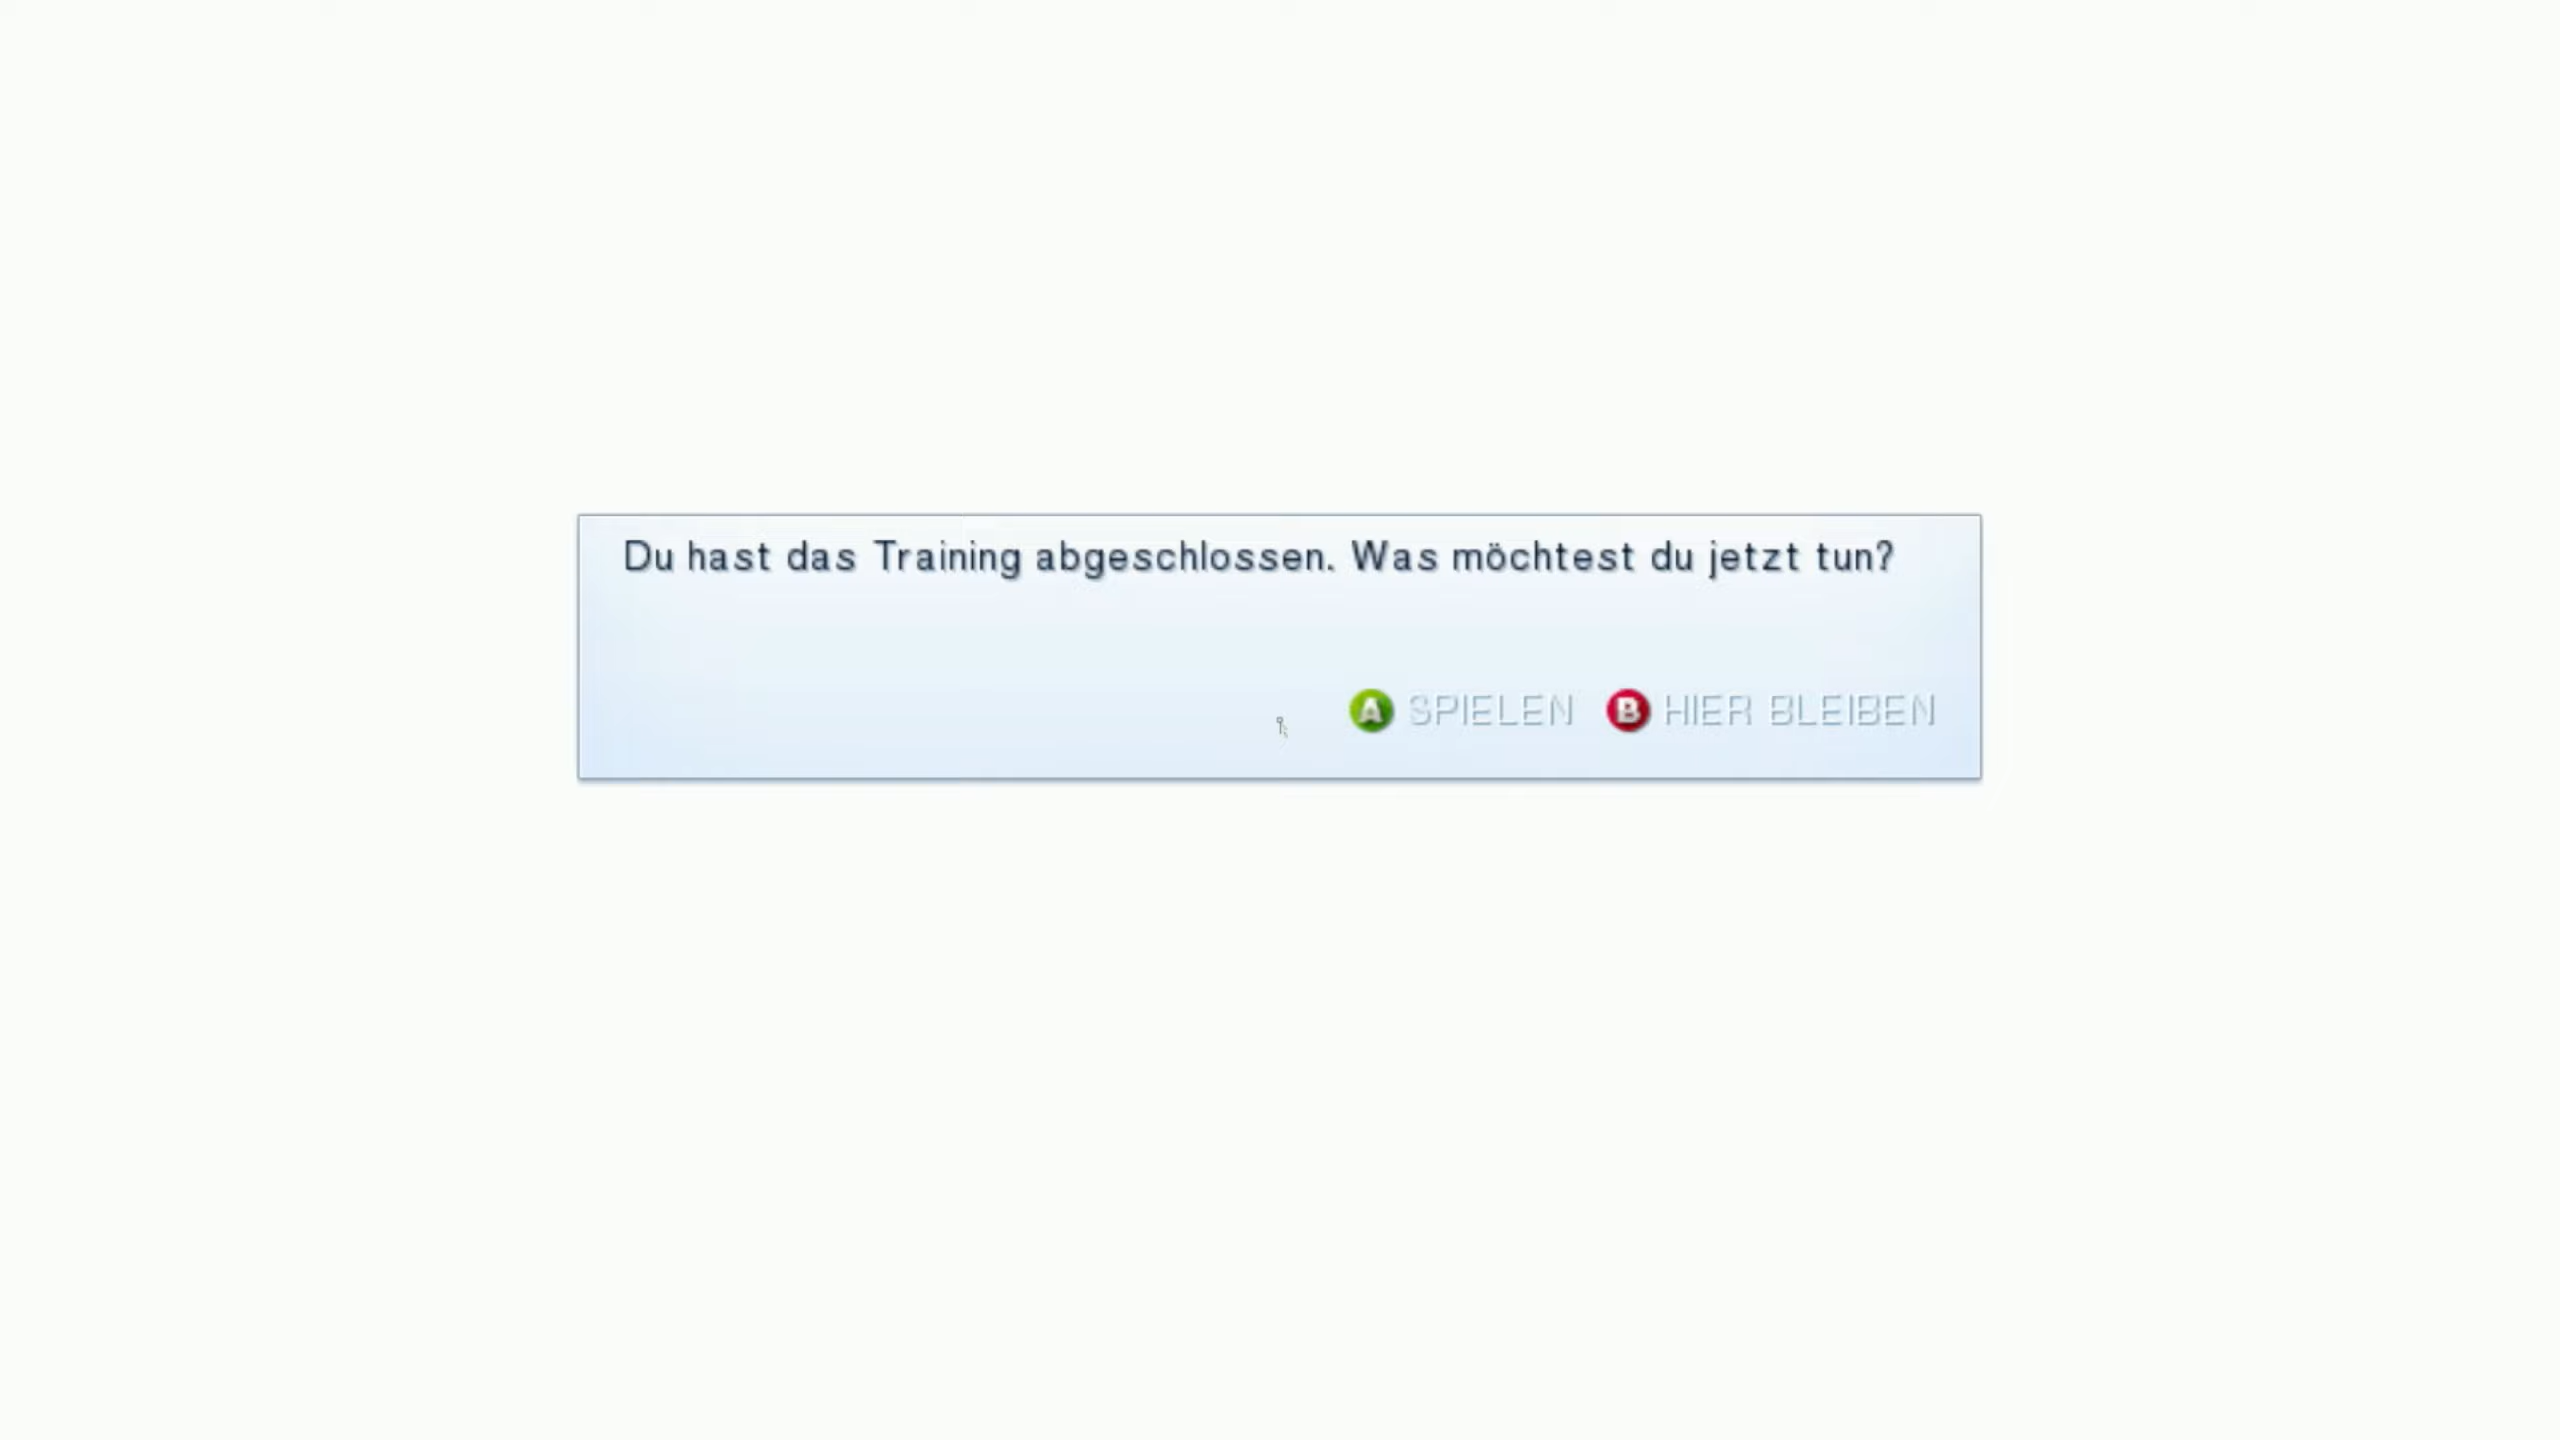 Du hast das Training abgeschlossen. Was möchtest du jetzt tun?
A SPIELEN B HIER BLEIBEN